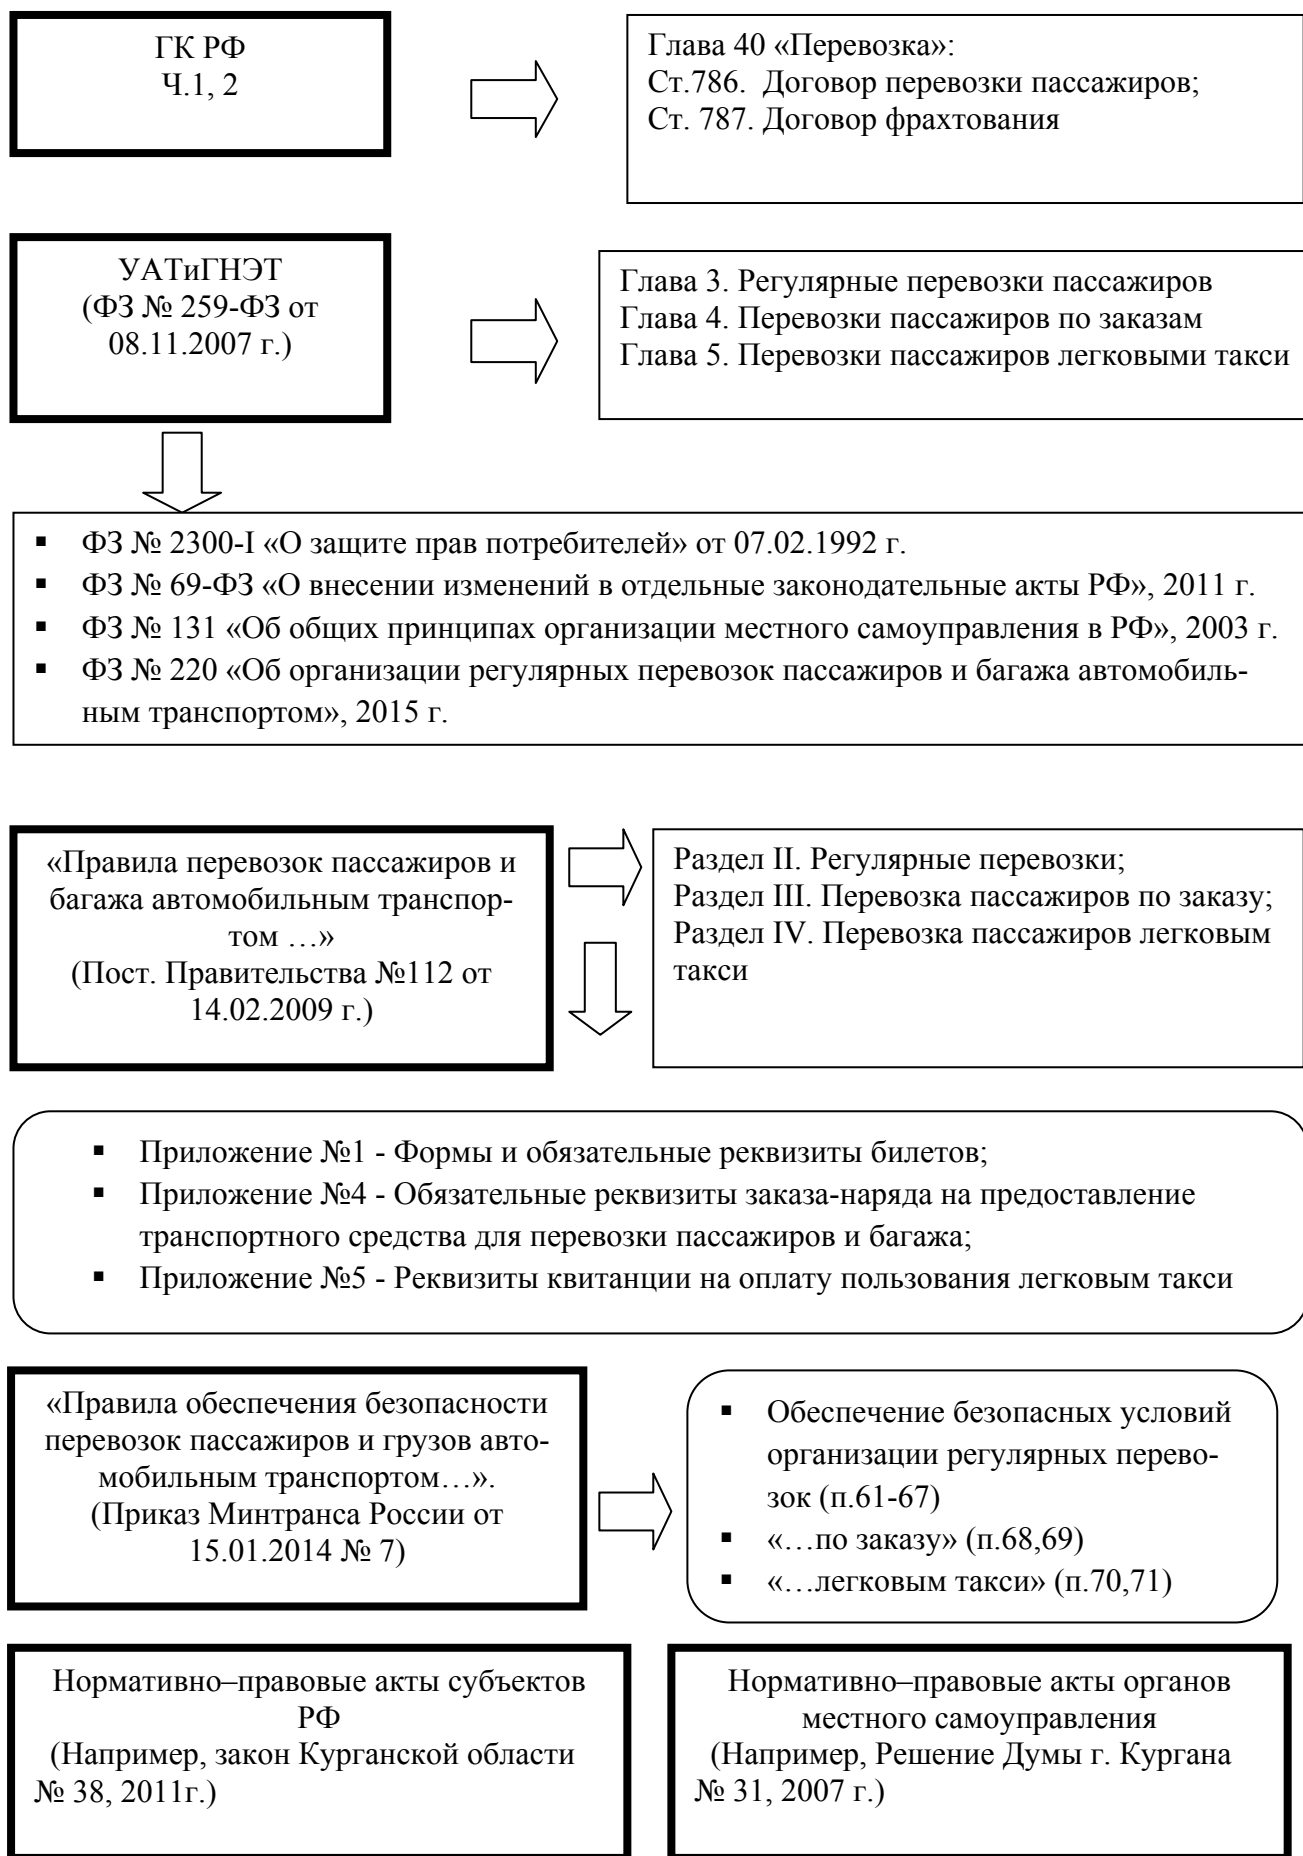 ГК РФ
Ч.1, 2
Глава 40 «Перевозка»:
Ст.786.  Договор перевозки пассажиров;
Ст. 787. Договор фрахтования
УАТиГНЭТ
(ФЗ № 259-ФЗ от
08.11.2007 г.)
Глава 3. Регулярные перевозки пассажиров
Глава 4. Перевозки пассажиров по заказам
Глава 5. Перевозки пассажиров легковыми такси
▪ ФЗ № 2300-I «О защите прав потребителей» от 07.02.1992 г.
▪ ФЗ № 69-ФЗ «О внесении изменений в отдельные законодательные акты РФ», 2011 г.
▪ ФЗ № 131 «Об общих принципах организации местного самоуправления в РФ», 2003 г.
▪ ФЗ № 220 «Об организации регулярных перевозок пассажиров и багажа автомобиль-
ным транспортом», 2015 г.
«Правила перевозок пассажиров и
багажа автомобильным транспор-
том …»
(Пост. Правительства №112 от
14.02.2009 г.)
Раздел II. Регулярные перевозки;
Раздел III. Перевозка пассажиров по заказу;
Раздел IV. Перевозка пассажиров легковым
такси
▪ Приложение №1 - Формы и обязательные реквизиты билетов;
▪ Приложение №4 - Обязательные реквизиты заказа-наряда на предоставление
транспортного средства для перевозки пассажиров и багажа;
▪ Приложение №5 - Реквизиты квитанции на оплату пользования легковым такси
«Правила обеспечения безопасности
перевозок пассажиров и грузов авто-
мобильным транспортом…».
(Приказ Минтранса России от
15.01.2014 № 7)
▪ Обеспечение безопасных условий
организации регулярных перево-
зок (п.61-67)
▪ «…по заказу» (п.68,69)
▪ «…легковым такси» (п.70,71)
Нормативно–правовые акты субъектов
РФ
(Например, закон Курганской области
№ 38, 2011г.)
Нормативно–правовые акты органов
местного самоуправления
(Например, Решение Думы г. Кургана
№ 31, 2007 г.)